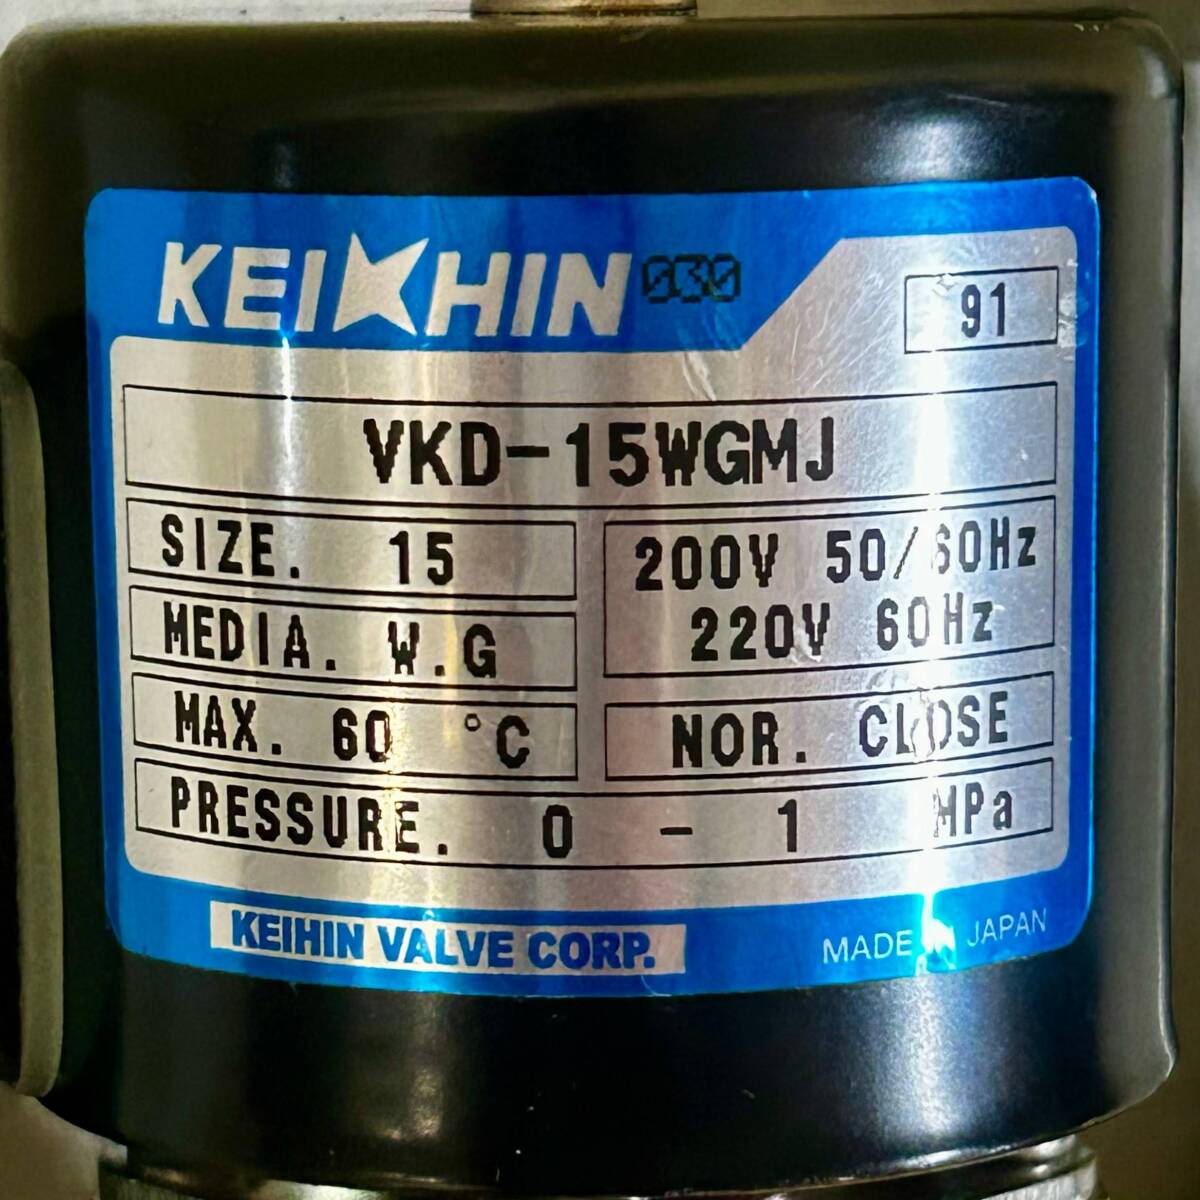 KEIHIN 030
91
VKD-15WGMJ
SIZE. 15
200V 50/60Hz
220V 60Hz
MEDIA. W.G
MAX. 60 °C
NOR. CLOSE
PRESSURE. 0 - 1 MPa
KEIHIN VALVE CORP.
MADE IN JAPAN